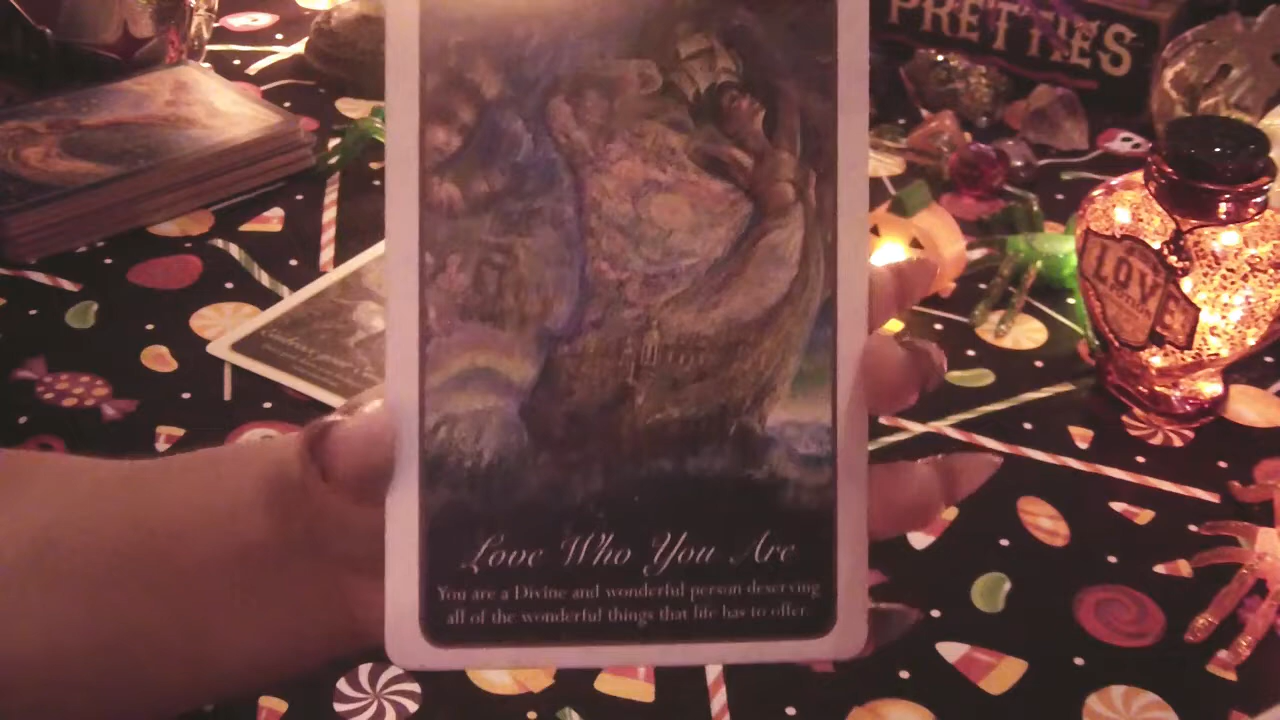 PRETTIES
LOVE
POTION
Love Who You Are
You are a Divine and wonderful person deserving
all of the wonderful things that life has to offer.